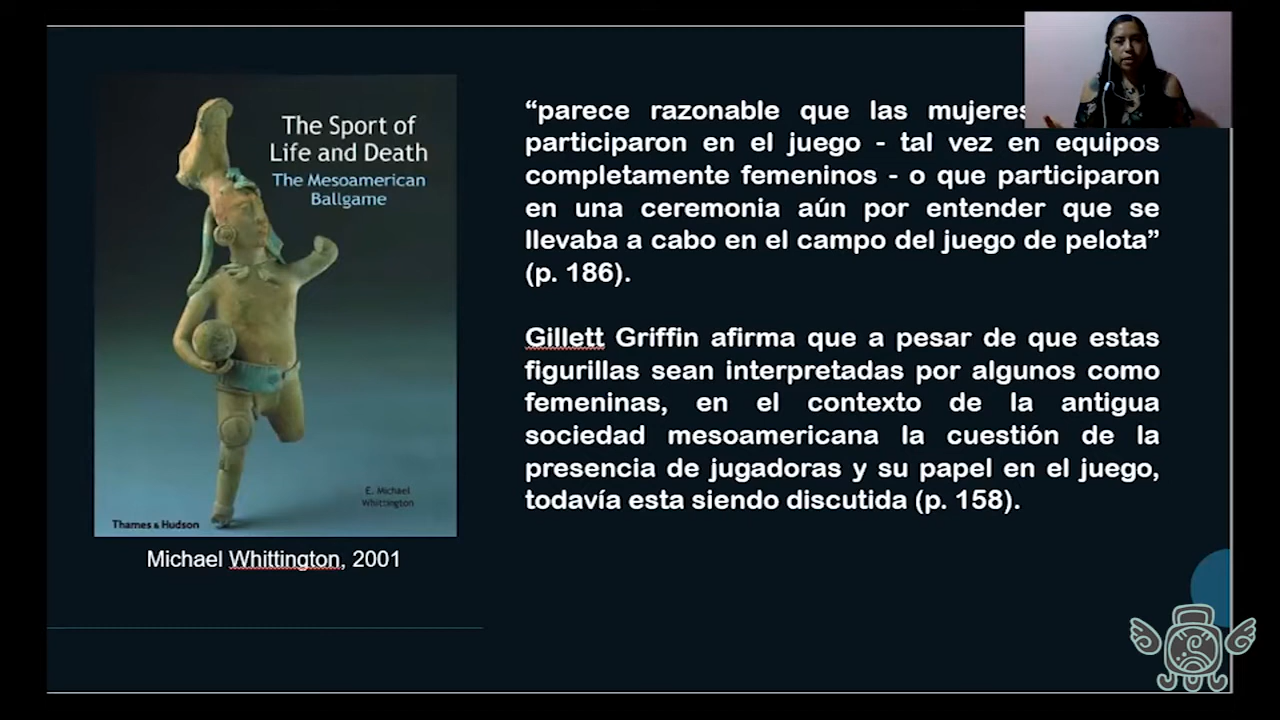 The Sport of
Life and Death
The Mesoamerican
Ballgame
E. Michael
Whittington
Thames & Hudson
Michael Whittington, 2001
“parece razonable que las mujeres
participaron en el juego - tal vez en equipos
completamente femeninos - o que participaron
en una ceremonia aún por entender que se
llevaba a cabo en el campo del juego de pelota”
(p. 186).
Gillett Griffin afirma que a pesar de que estas
figurillas sean interpretadas por algunos como
femeninas, en el contexto de la antigua
sociedad mesoamericana la cuestión de la
presencia de jugadoras y su papel en el juego,
todavía esta siendo discutida (p. 158).